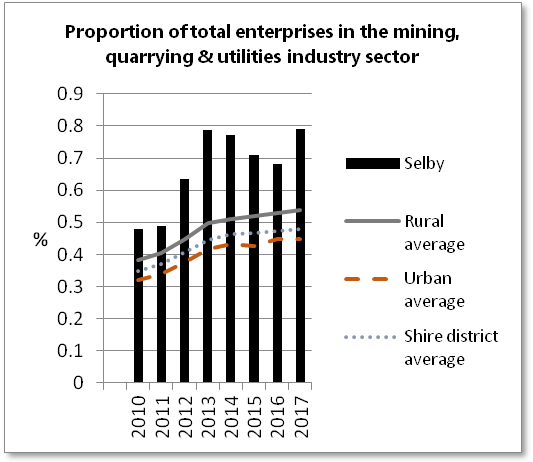 Proportion of total enterprises in the mining,
quarrying & utilities industry sector
0.9
0.8
0.7
0.6
0.5
0.4
0.3
0.2
0.1
0
%
2010
2011
2012
2013
2014
2015
2016
2017
Selby
Rural
average
Urban
average
Shire district
average